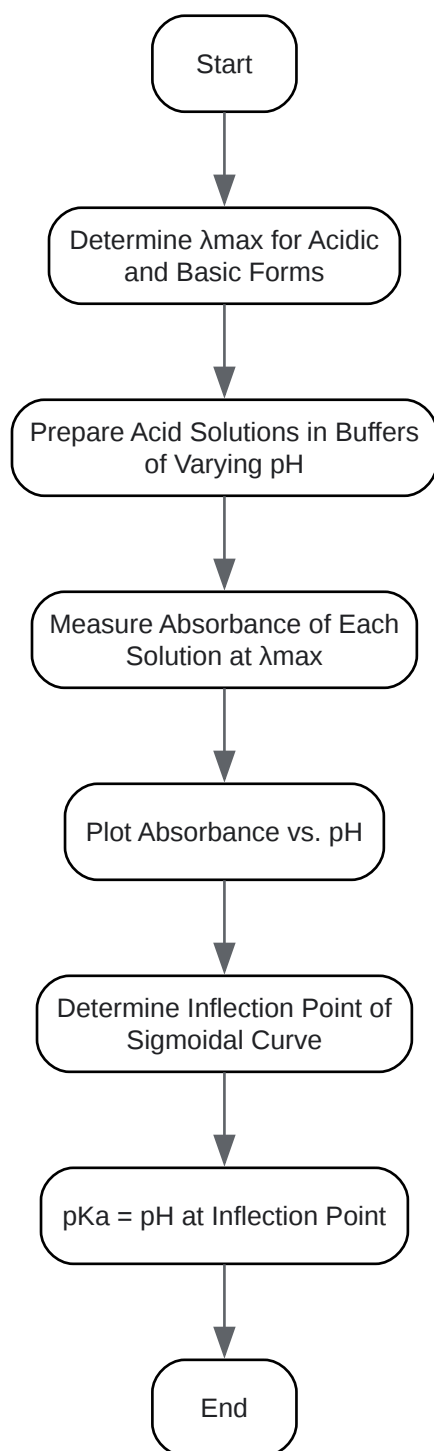 Start
Determine λmax for Acidic
and Basic Forms
Prepare Acid Solutions in Buffers
of Varying pH
Measure Absorbance of Each
Solution at λmax
Plot Absorbance vs. pH
Determine Inflection Point of
Sigmoidal Curve
pKa = pH at Inflection Point
End